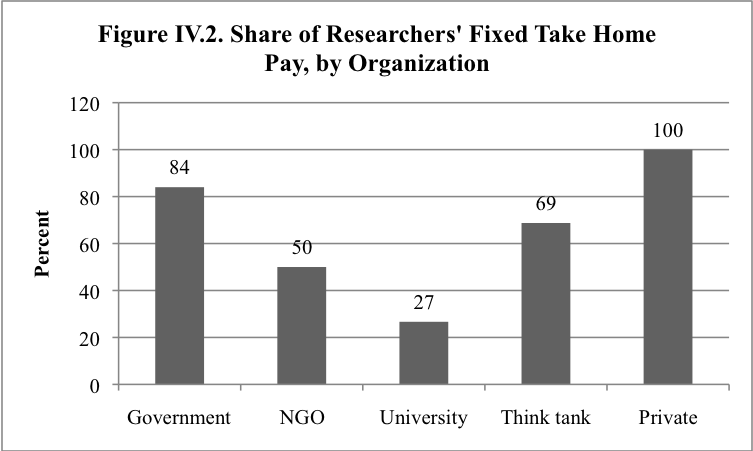 Figure IV.2. Share of Researchers' Fixed Take Home
Pay, by Organization
120
100
80
60
40
20
0
Percent
84
50
27
69
100
Government
NGO
University
Think tank
Private